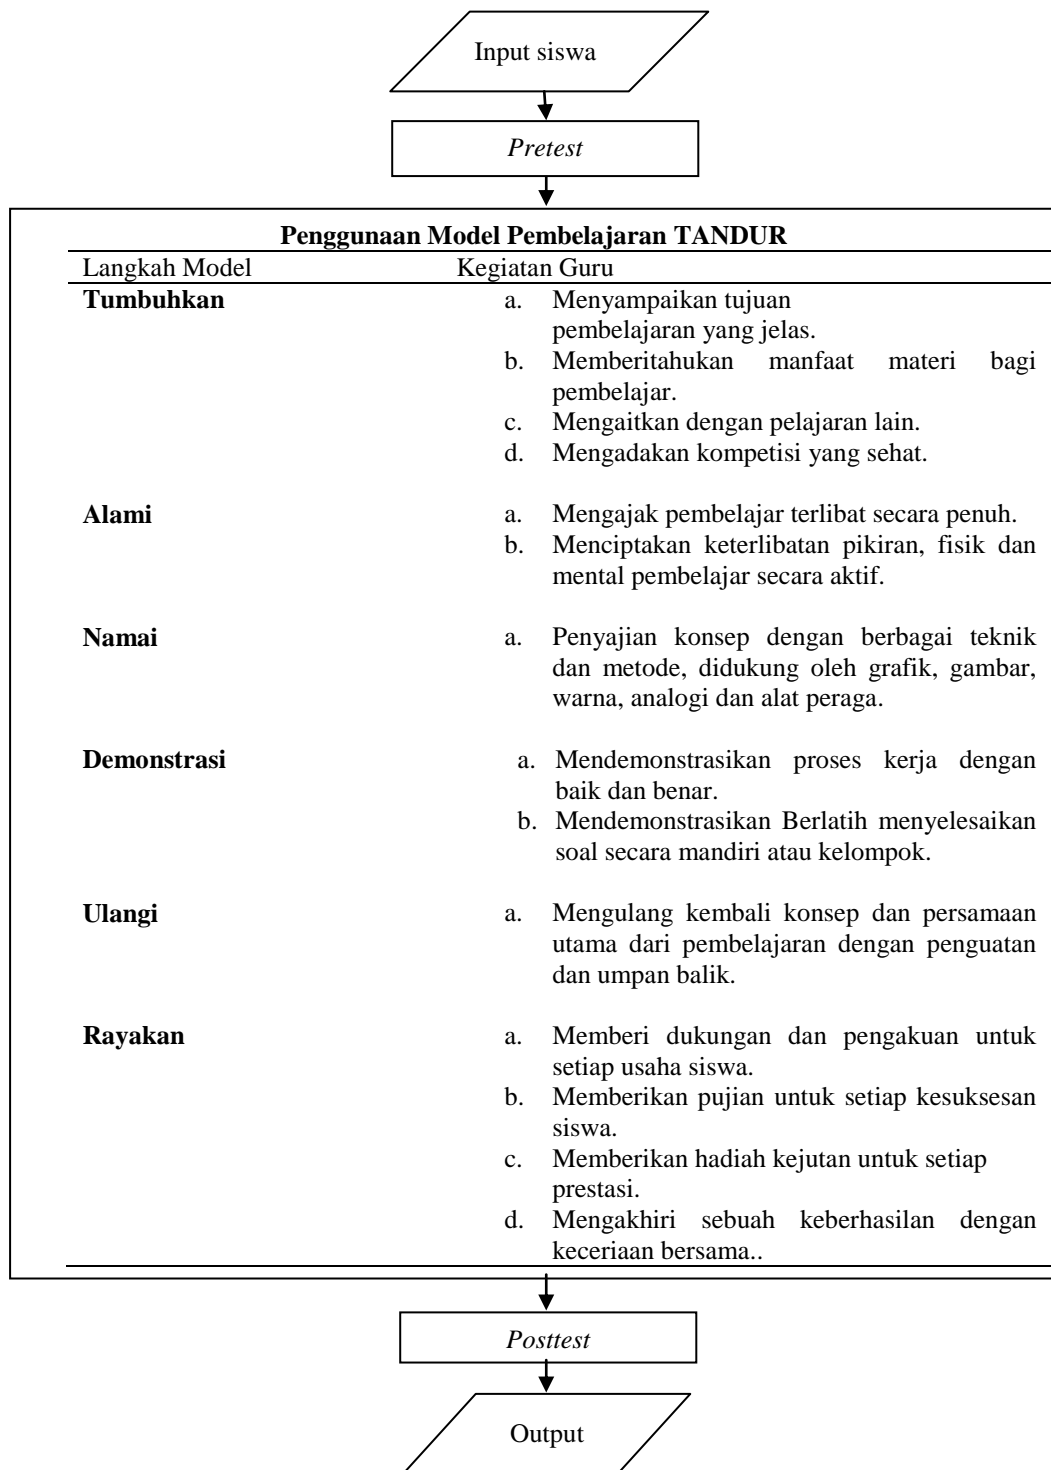 Input siswa
Pretest
Penggunaan Model Pembelajaran TANDUR
Langkah Model Kegiatan Guru
Tumbuhkan a. Menyampaikan tujuan
pembelajaran yang jelas.
b. Memberitahukan manfaat materi bagi
pembelajar.
c. Mengaitkan dengan pelajaran lain.
d. Mengadakan kompetisi yang sehat.
Alami a. Mengajak pembelajar terlibat secara penuh.
b. Menciptakan keterlibatan pikiran, fisik dan
mental pembelajar secara aktif.
Namai a. Penyajian konsep dengan berbagai teknik
dan metode, didukung oleh grafik, gambar,
warna, analogi dan alat peraga.
Demonstrasi a. Mendemonstrasikan proses kerja dengan
baik dan benar.
b. Mendemonstrasikan Berlatih menyelesaikan
soal secara mandiri atau kelompok.
Ulangi a. Mengulang kembali konsep dan persamaan
utama dari pembelajaran dengan penguatan
dan umpan balik.
Rayakan a. Memberi dukungan dan pengakuan untuk
setiap usaha siswa.
b. Memberikan pujian untuk setiap kesuksesan
siswa.
c. Memberikan hadiah kejutan untuk setiap
prestasi.
d. Mengakhiri sebuah keberhasilan dengan
keceriaan bersama..
Posttest
Output